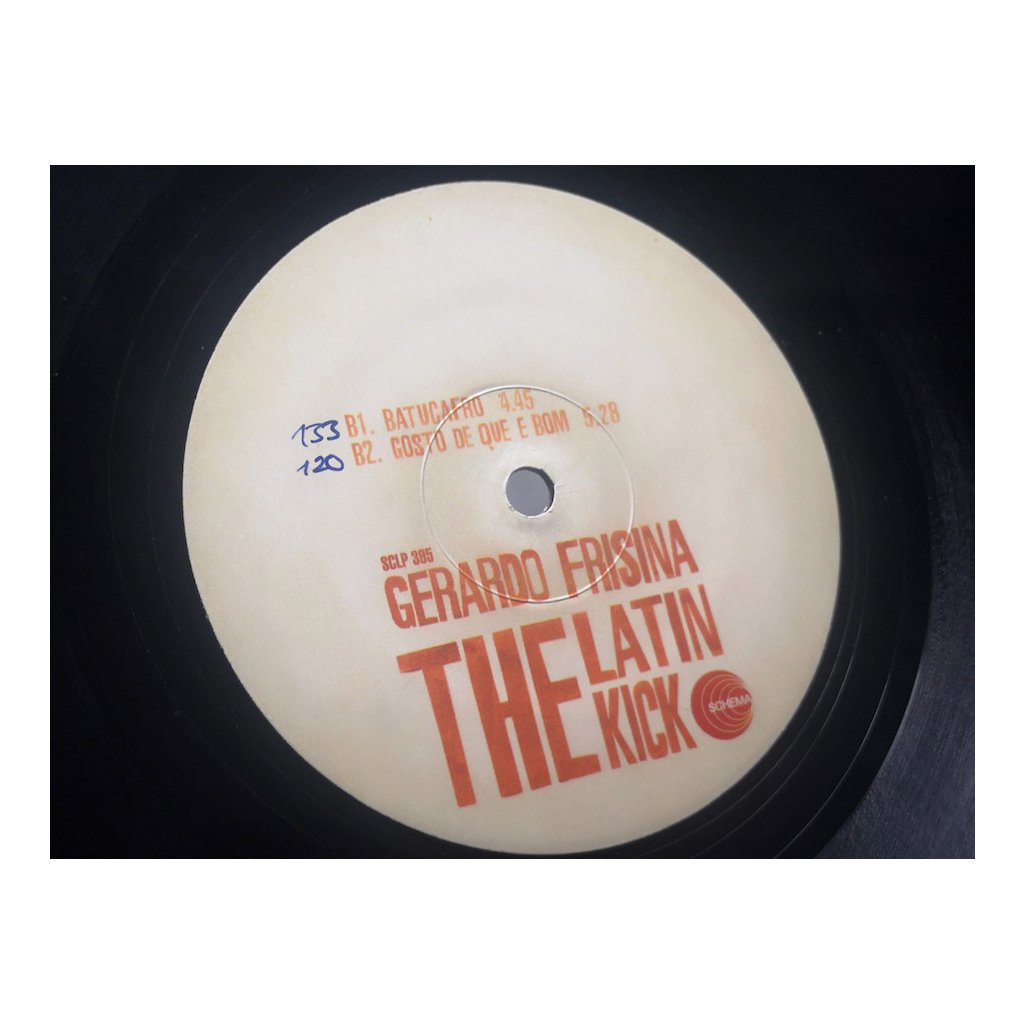 133 B1. BATUCAFRO 4.45
120 B2. GOSTO DE QUE E BOM 5.28
SCLP 395
GERARDO FRISINA
THE LATIN
KICK
SCHEMA